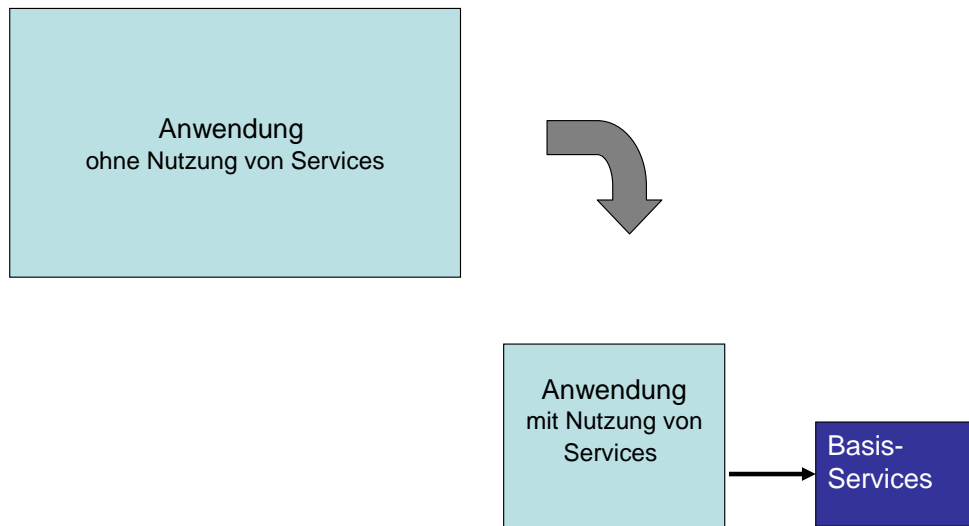 Anwendung
ohne Nutzung von Services
Anwendung
mit Nutzung von
Services
Basis-
Services